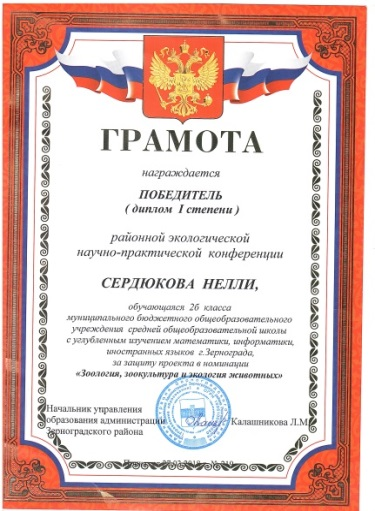 ГРАМОТА
награждается
ПОБЕДИТЕЛЬ
( диплом I степени )
районной экологической
научно-практической конференции
СЕРДЮКОВА НЕЛЛИ,
обучающаяся 2б класса
муниципального бюджетного общеобразовательного
учреждения средней общеобразовательной школы
с углубленным изучением математики, информатики,
иностранных языков г.Зернограда,
за защиту проекта в номинации
«Зоология, зоокультура и экология животных»
Начальник управления
образования администрации
Зерноградского района
Калашникова Л.М.